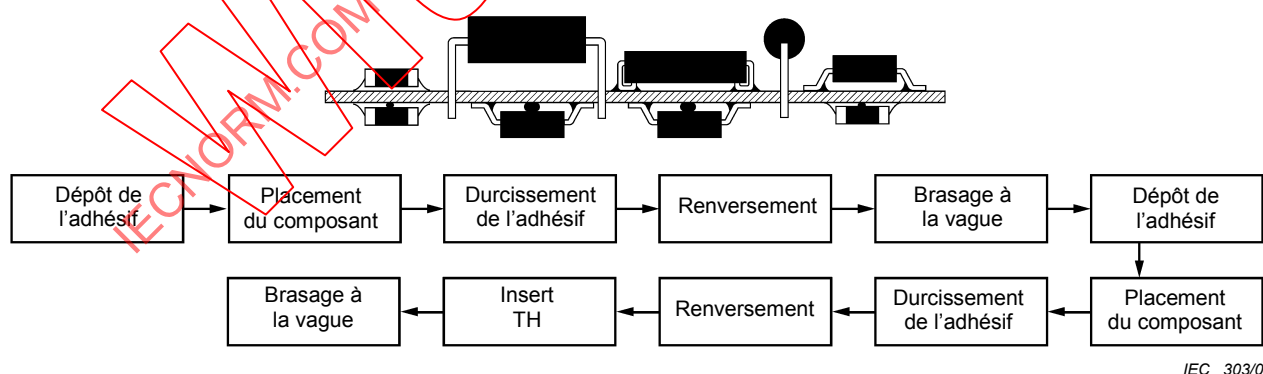 IECNORM.COM
Dépôt de
l'adhésif
Placement
du composant
Durcissement
de l'adhésif
Renversement
Brasage à
la vague
Dépôt de
l'adhésif
Brasage à
la vague
Insert
TH
Renversement
Durcissement
de l'adhésif
Placement
du composant
IEC 303/0